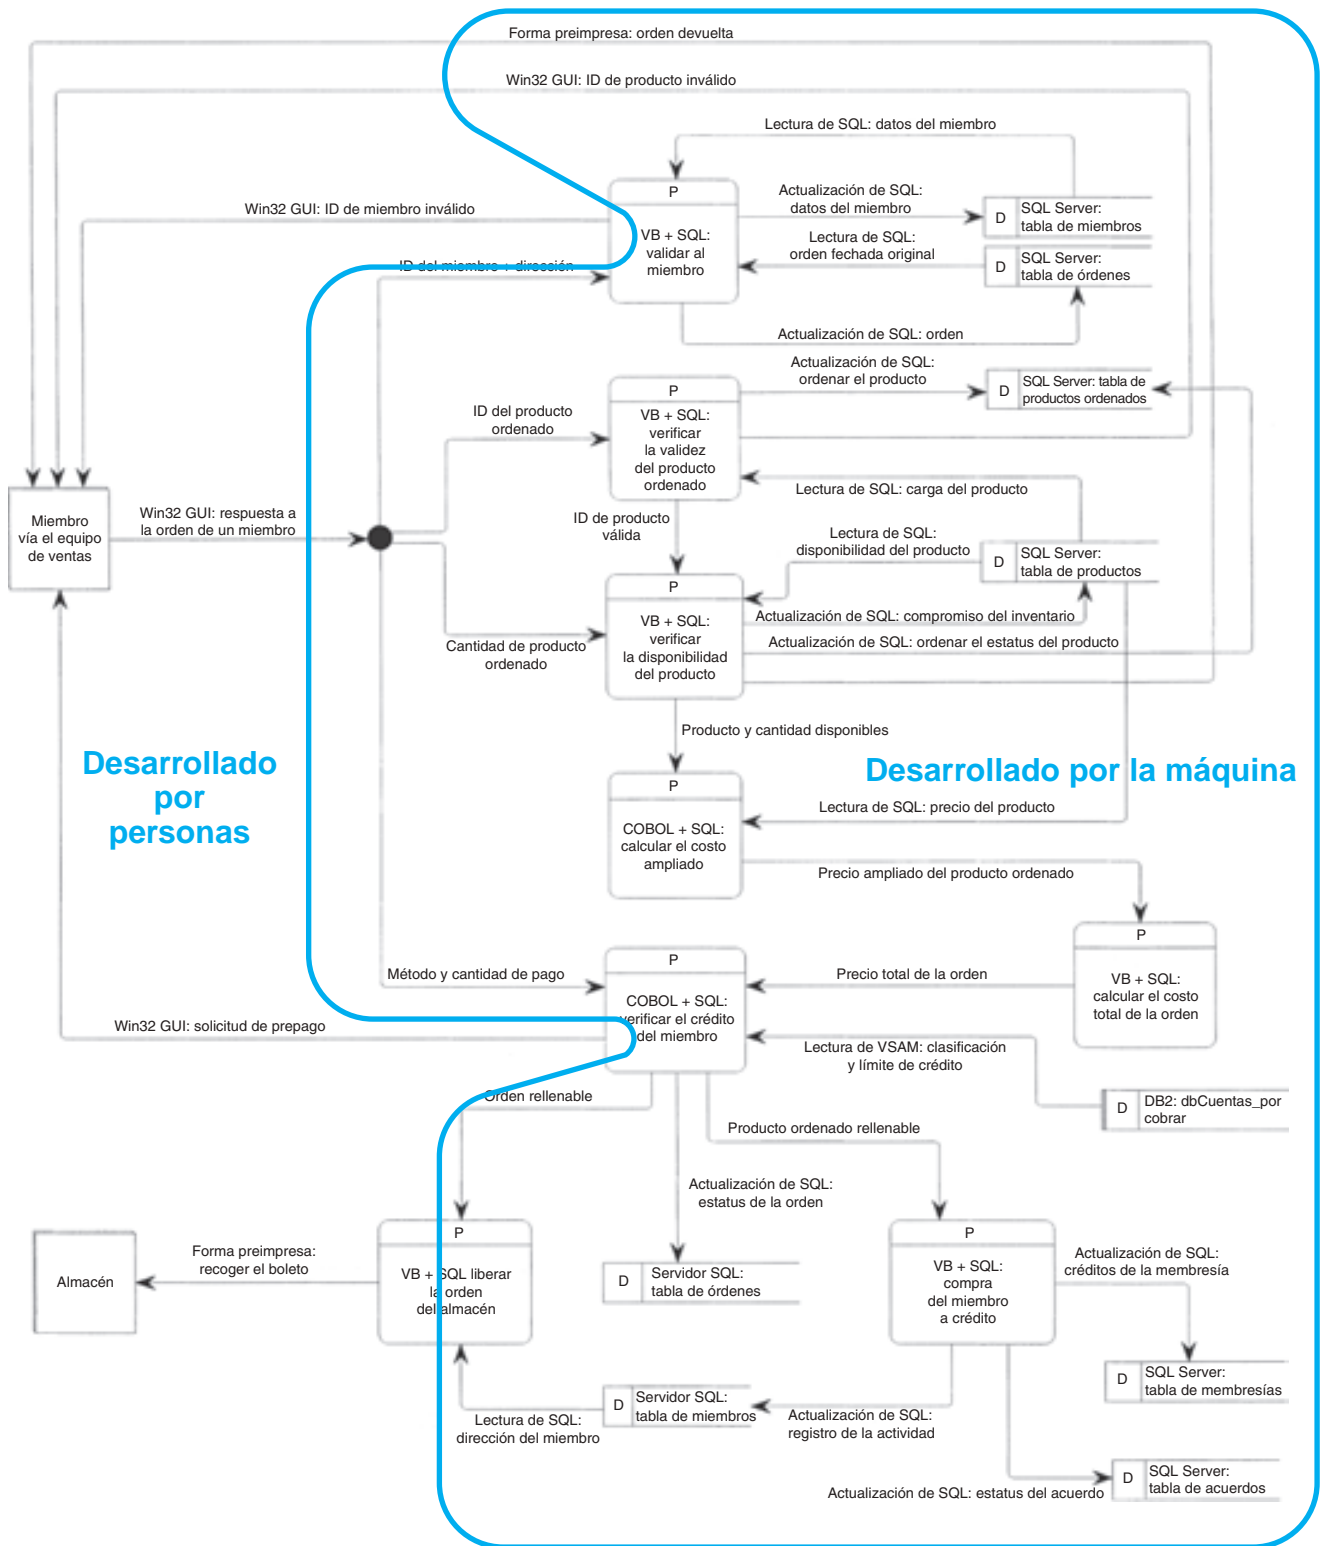 Forma preimpresa: orden devuelta
Win32 GUI: ID de producto inválido
Lectura de SQL: datos del miembro
P
VB + SQL:
validar al
miembro
Actualización de SQL:
datos del miembro
D
SQL Server:
tabla de miembros
Win32 GUI: ID de miembro inválido
Lectura de SQL:
orden fechada original
D
SQL Server:
tabla de órdenes
ID del miembro + dirección
Actualización de SQL: orden
Actualización de SQL:
ordenar el producto
D
SQL Server: tabla de
productos ordenados
P
VB + SQL:
verificar
la validez
del producto
ordenado
ID del producto
ordenado
Lectura de SQL: carga del producto
Miembro
vía el equipo
de ventas
Win32 GUI: respuesta a
la orden de un miembro
ID de producto
válida
Lectura de SQL:
disponibilidad del producto
D
SQL Server:
tabla de productos
P
VB + SQL:
verificar
la disponibilidad
del producto
Actualización de SQL: compromiso del inventario
Actualización de SQL: ordenar el estatus del producto
Cantidad de producto
ordenado
Producto y cantidad disponibles
Desarrollado
por
personas
Desarrollado por la máquina
P
COBOL + SQL:
calcular el costo
ampliado
Lectura de SQL: precio del producto
Precio ampliado del producto ordenado
P
VB + SQL:
calcular el costo
total de la orden
Método y cantidad de pago
P
COBOL + SQL:
verificar el crédito
del miembro
Precio total de la orden
Win32 GUI: solicitud de prepago
Lectura de VSAM: clasificación
y límite de crédito
D
DB2: dbCuentas_por
cobrar
Orden rellenable
Producto ordenado rellenable
Actualización de SQL:
estatus de la orden
Almacén
Forma preimpresa:
recoger el boleto
P
VB + SQL liberar
la orden
del almacén
D
Servidor SQL:
tabla de órdenes
P
VB + SQL:
compra
del miembro
a crédito
Actualización de SQL:
créditos de la membresía
D
SQL Server:
tabla de membresías
Lectura de SQL:
dirección del miembro
D
Servidor SQL:
tabla de miembros
Actualización de SQL:
registro de la actividad
Actualización de SQL: estatus del acuerdo
D
SQL Server:
tabla de acuerdos